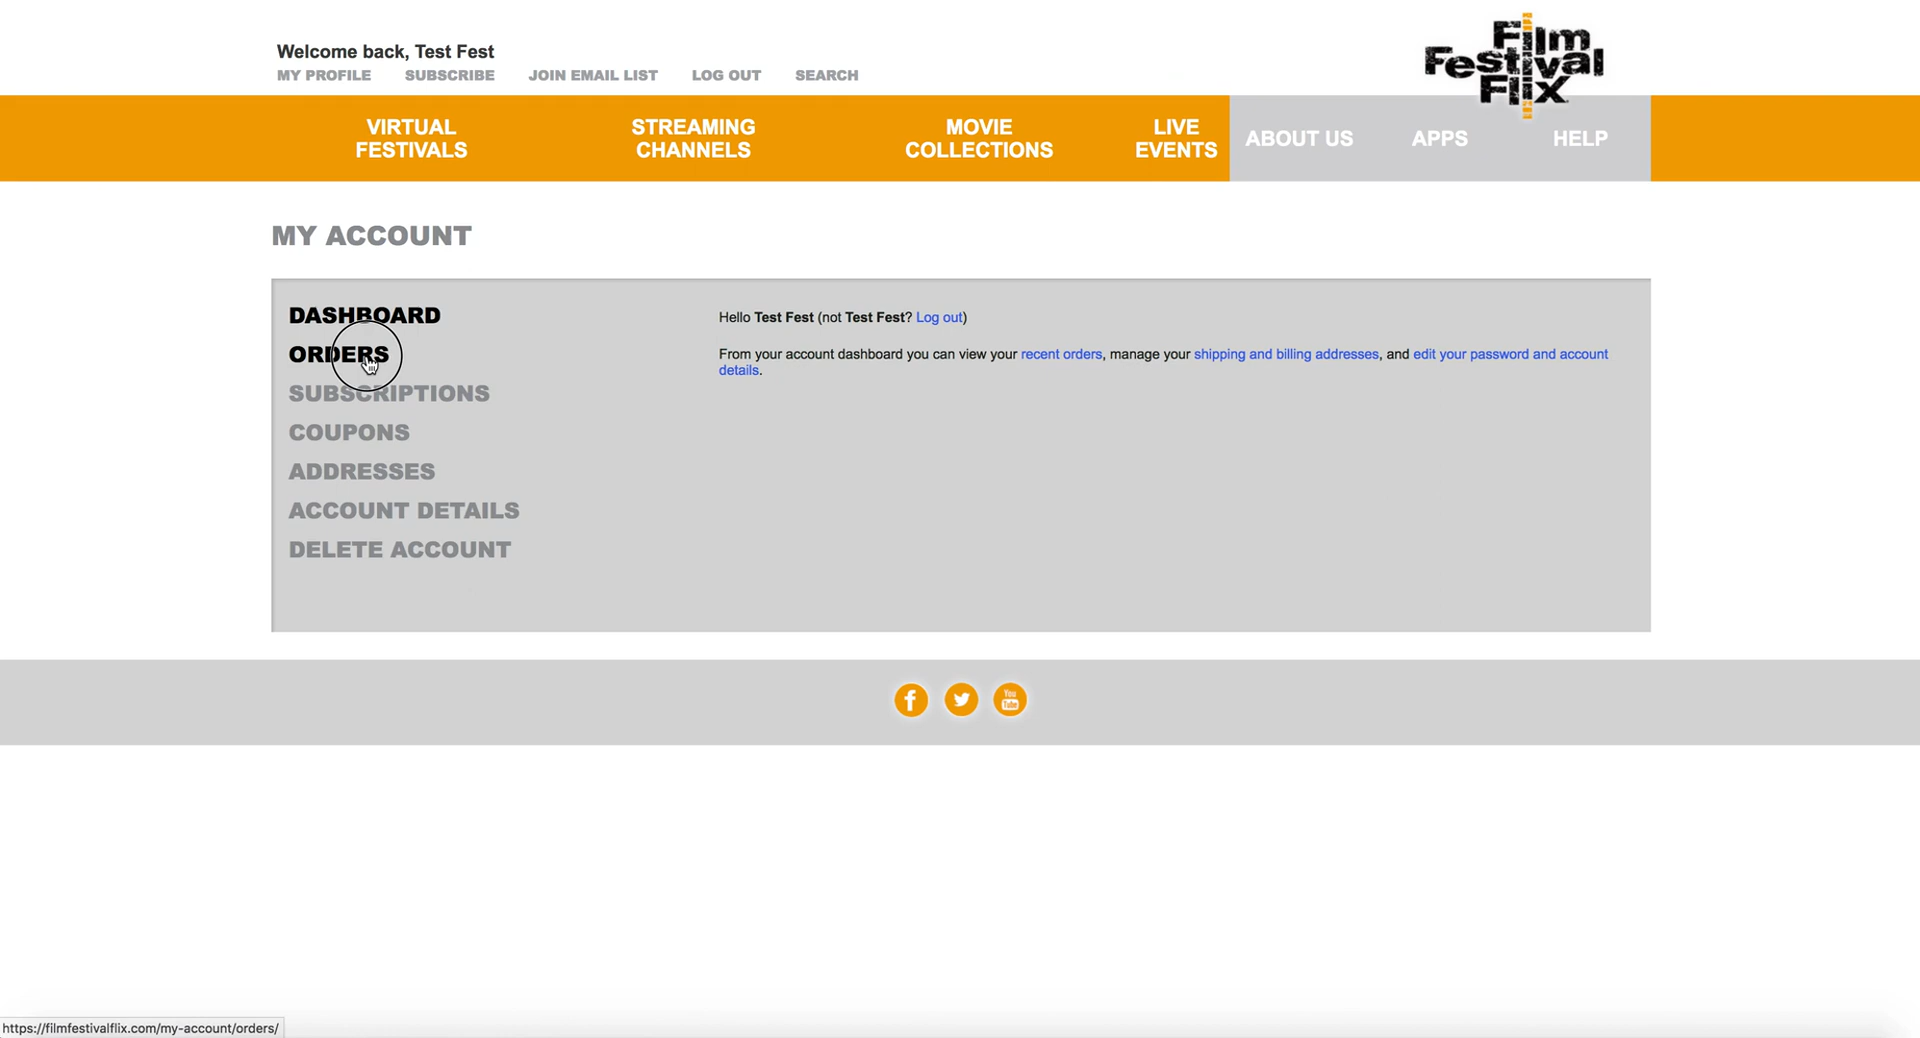 Welcome back, Test Fest
MY PROFILE SUBSCRIBE JOIN EMAIL LIST LOG OUT SEARCH
Film
Festival
Flix
VIRTUAL
FESTIVALS
STREAMING
CHANNELS
MOVIE
COLLECTIONS
LIVE
EVENTS
ABOUT US
APPS
HELP
MY ACCOUNT
DASHBOARD
ORDERS
SUBSCRIPTIONS
COUPONS
ADDRESSES
ACCOUNT DETAILS
DELETE ACCOUNT
Hello Test Fest (not Test Fest? Log out)
From your account dashboard you can view your recent orders, manage your shipping and billing addresses, and edit your password and account
details.
f
You
Tube
https://filmfestivalflix.com/my-account/orders/